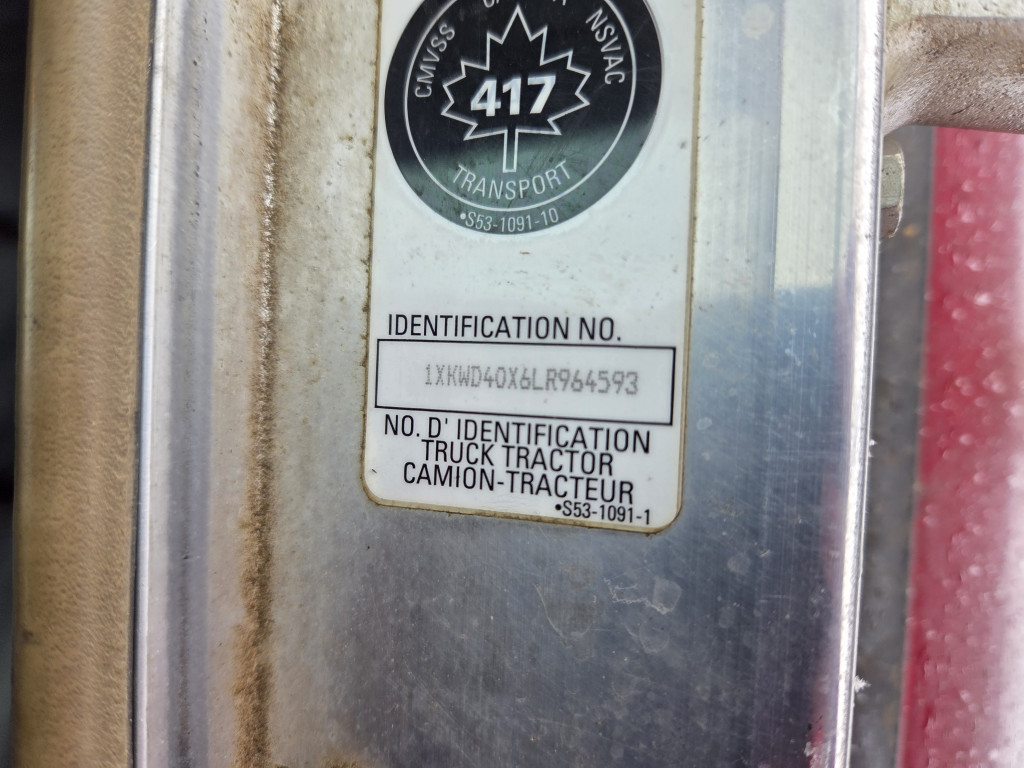 CMVSS
NSVAC
417
TRANSPORT
•S53-1091-10
IDENTIFICATION NO.
1XKWD40X6LR964593
NO. D' IDENTIFICATION
TRUCK TRACTOR
CAMION-TRACTEUR
•S53-1091-1